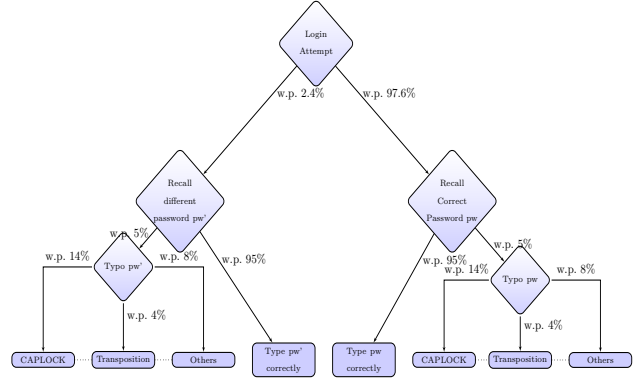 Login
Attempt
w.p. 2.4%
w.p. 97.6%
Recall
different
password pw'
Recall
Correct
Password pw
w.p. 5%
w.p. 5%
w.p. 14%
Typo pw'
w.p. 8%
w.p. 95%
w.p. 95%
w.p. 14%
Typo pw
w.p. 8%
w.p. 4%
w.p. 4%
CAPLOCK
Transposition
Others
Type pw'
correctly
Type pw
correctly
CAPLOCK
Transposition
Others